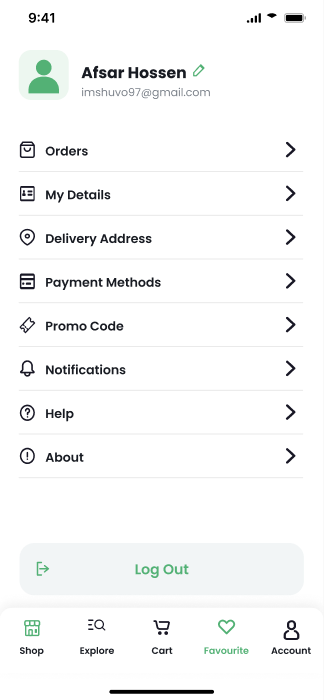 9:41
Afsar Hossen
imshuvo97@gmail.com
Orders
My Details
Delivery Address
Payment Methods
Promo Code
Notifications
Help
About
Log Out
Shop
Explore
Cart
Favourite
Account